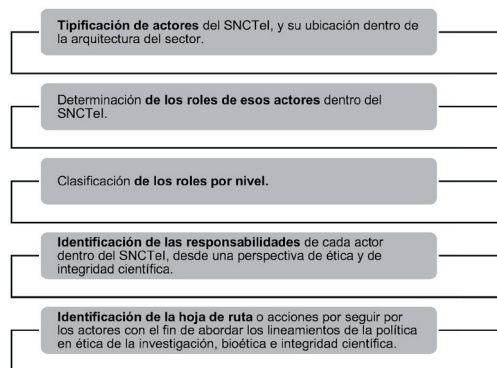 Tipificación de actores del SNCTeI, y su ubicación dentro de
la arquitectura del sector.
Determinación de los roles de esos actores dentro del
SNCTeI.
Clasificación de los roles por nivel.
Identificación de las responsabilidades de cada actor
dentro del SNCTeI, desde una perspectiva de ética y de
integridad científica.
Identificación de la hoja de ruta o acciones por seguir por
los actores con el fin de abordar los lineamientos de la política
en ética de la investigación, bioética e integridad científica.